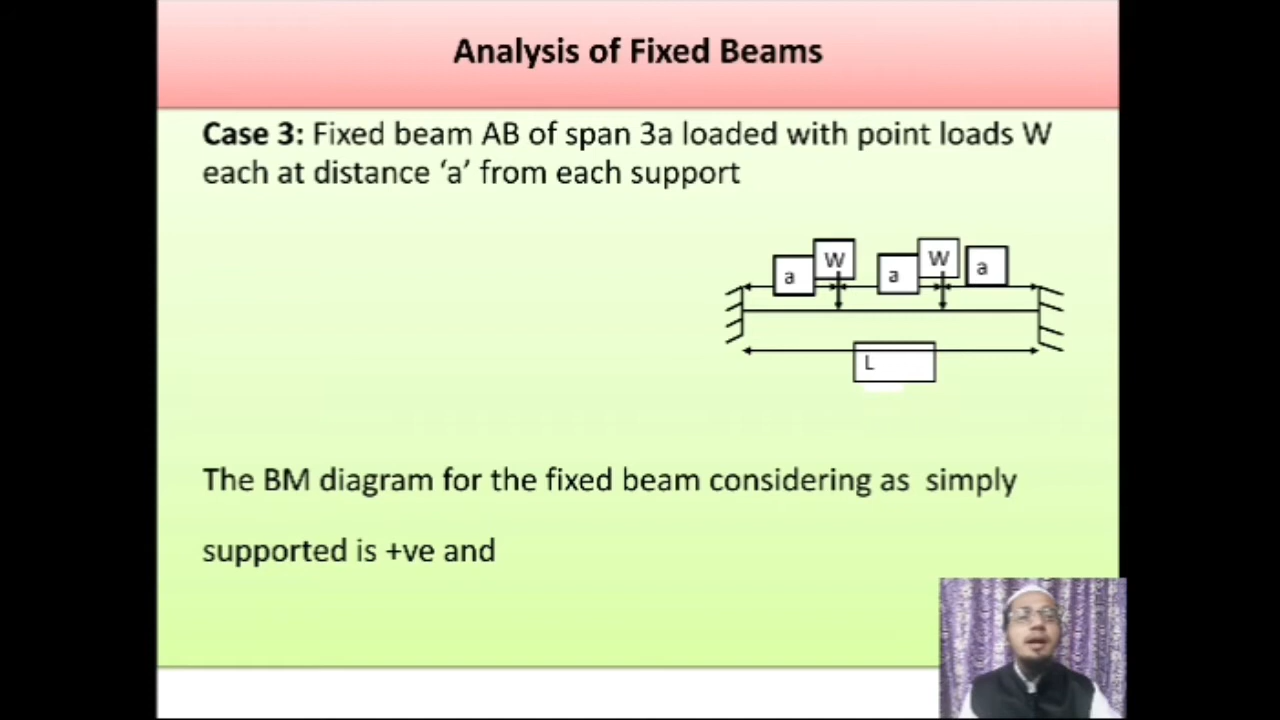 Analysis of Fixed Beams
Case 3: Fixed beam AB of span 3a loaded with point loads W
each at distance ‘a’ from each support
W W
a a a
L
The BM diagram for the fixed beam considering as simply
supported is +ve and